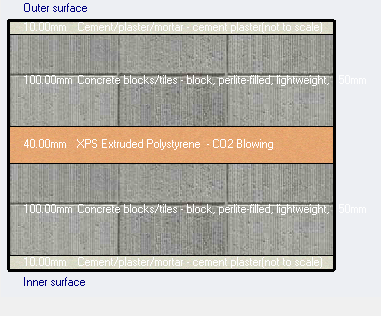 Outer surface
10.00mm Cement/plaster/mortar - cement plaster(not to scale)
100.00mm Concrete blocks/tiles - block, perlite-filled, lightweight, 50mm
40.00mm XPS Extruded Polystyrene - CO2 Blowing
100.00mm Concrete blocks/tiles - block, perlite-filled, lightweight, 50mm
10.00mm Cement/plaster/mortar - cement plaster(not to scale)
Inner surface